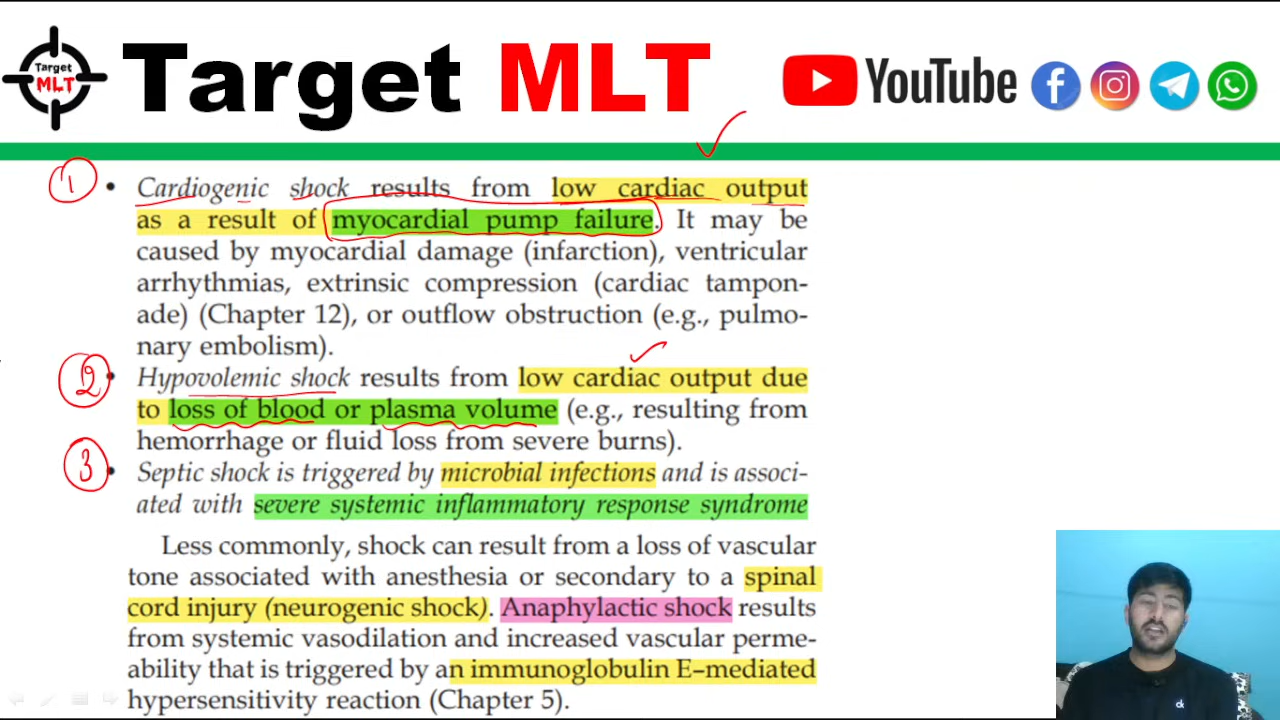 Target
MLT
Target MLT
YouTube
1
• Cardiogenic shock results from low cardiac output
as a result of myocardial pump failure. It may be
caused by myocardial damage (infarction), ventricular
arrhythmias, extrinsic compression (cardiac tampon-
ade) (Chapter 12), or outflow obstruction (e.g., pulmo-
nary embolism).
2
• Hypovolemic shock results from low cardiac output due
to loss of blood or plasma volume (e.g., resulting from
hemorrhage or fluid loss from severe burns).
3
• Septic shock is triggered by microbial infections and is associ-
ated with severe systemic inflammatory response syndrome
Less commonly, shock can result from a loss of vascular
tone associated with anesthesia or secondary to a spinal
cord injury (neurogenic shock). Anaphylactic shock results
from systemic vasodilation and increased vascular perme-
ability that is triggered by an immunoglobulin E–mediated
hypersensitivity reaction (Chapter 5).